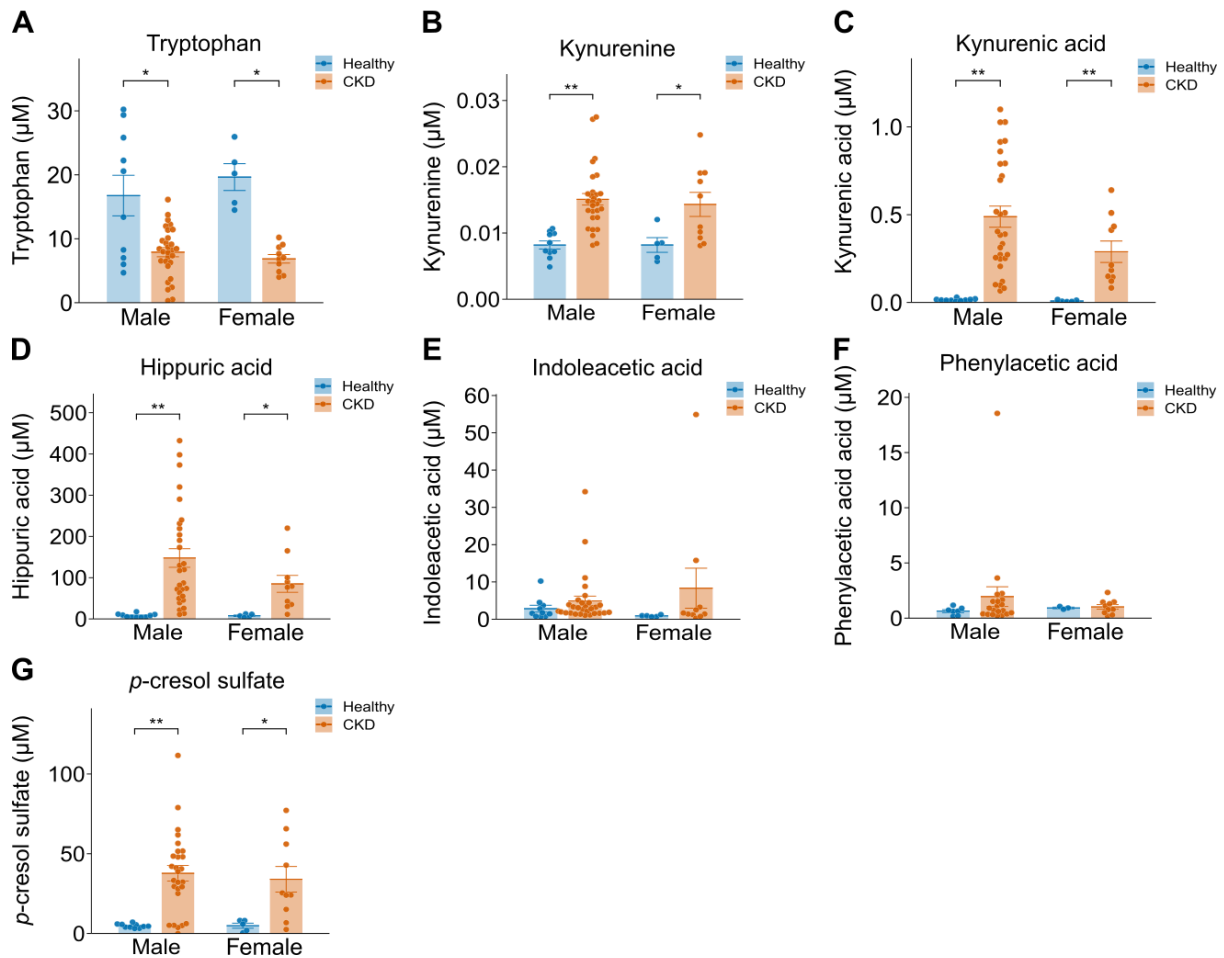 A
Tryptophan
Healthy
CKD
*
*
Tryptophan (µM)
30
20
10
0
Male
Female
B
Kynurenine
Healthy
CKD
**
*
Kynurenine (µM)
0.03
0.02
0.01
0.00
Male
Female
C
Kynurenic acid
Healthy
CKD
**
**
Kynurenic acid (µM)
1.0
0.5
0.0
Male
Female
D
Hippuric acid
Healthy
CKD
**
*
Hippuric acid (µM)
500
400
300
200
100
0
Male
Female
E
Indoleacetic acid
Healthy
CKD
Indoleacetic acid (µM)
60
50
40
30
20
10
0
Male
Female
F
Phenylacetic acid
Healthy
CKD
Phenylacetic acid acid (µM)
20
15
10
5
0
Male
Female
G
p-cresol sulfate
Healthy
CKD
**
*
p-cresol sulfate (µM)
100
50
0
Male
Female